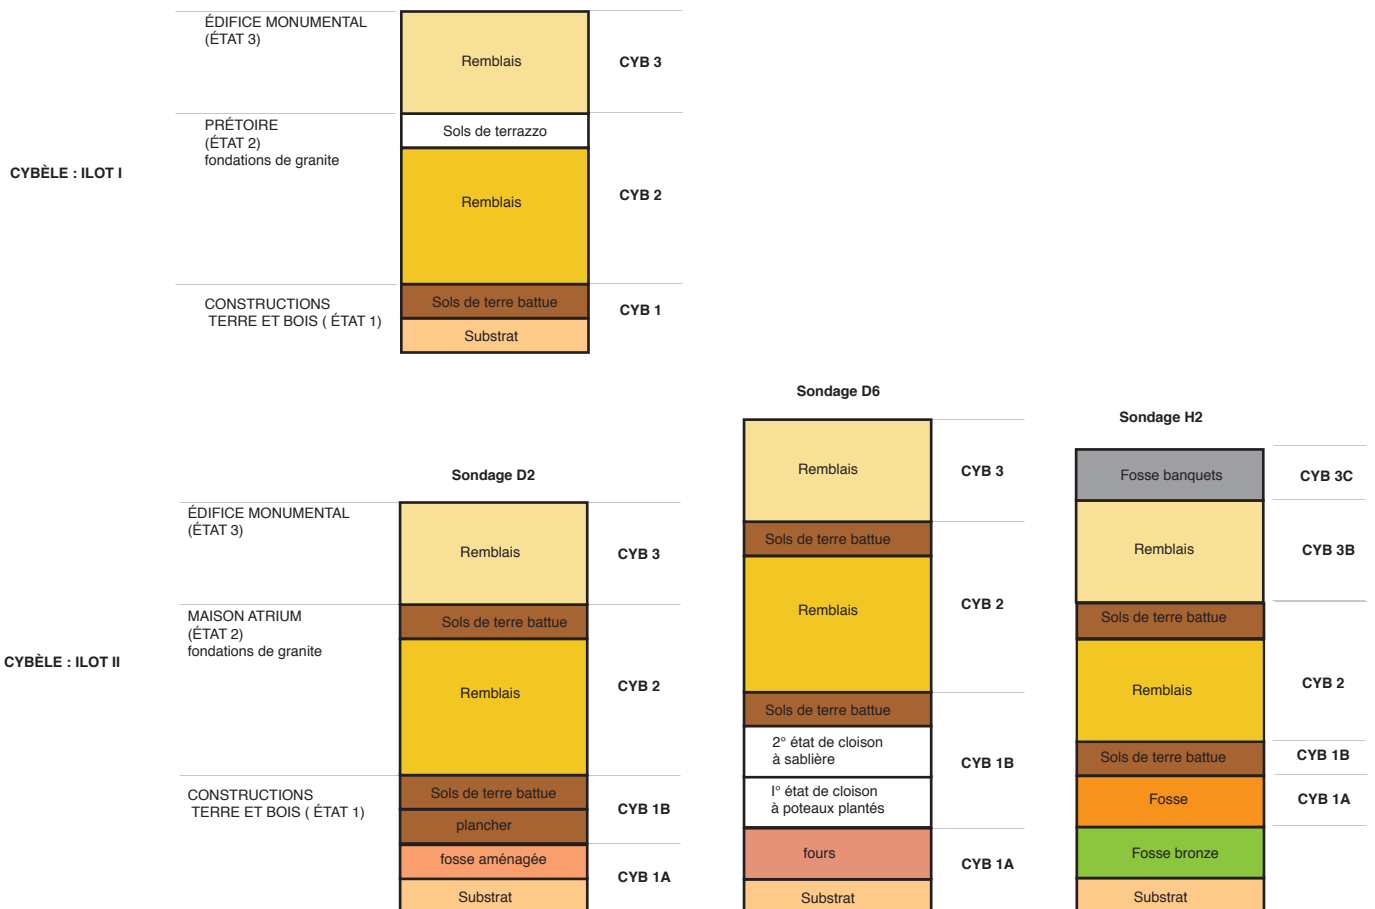 ÉDIFICE MONUMENTAL
(ÉTAT 3)
Remblais
CYB 3
PRÉTOIRE
(ÉTAT 2)
fondations de granite
Sols de terrazzo
CYBÈLE : ILOT I
Remblais
CYB 2
CONSTRUCTIONS
TERRE ET BOIS ( ÉTAT 1)
Sols de terre battue
CYB 1
Substrat
Sondage D2
ÉDIFICE MONUMENTAL
(ÉTAT 3)
Remblais
CYB 3
MAISON ATRIUM
(ÉTAT 2)
fondations de granite
Sols de terre battue
CYBÈLE : ILOT II
Remblais
CYB 2
CONSTRUCTIONS
TERRE ET BOIS ( ÉTAT 1)
Sols de terre battue
plancher
CYB 1B
fosse aménagée
CYB 1A
Substrat
Sondage D6
Remblais
CYB 3
Sols de terre battue
Remblais
CYB 2
Sols de terre battue
2° état de cloison
à sablière
CYB 1B
I° état de cloison
à poteaux plantés
fours
CYB 1A
Substrat
Sondage H2
Fosse banquets
CYB 3C
Remblais
CYB 3B
Sols de terre battue
Remblais
CYB 2
Sols de terre battue
CYB 1B
Fosse
CYB 1A
Fosse bronze
Substrat